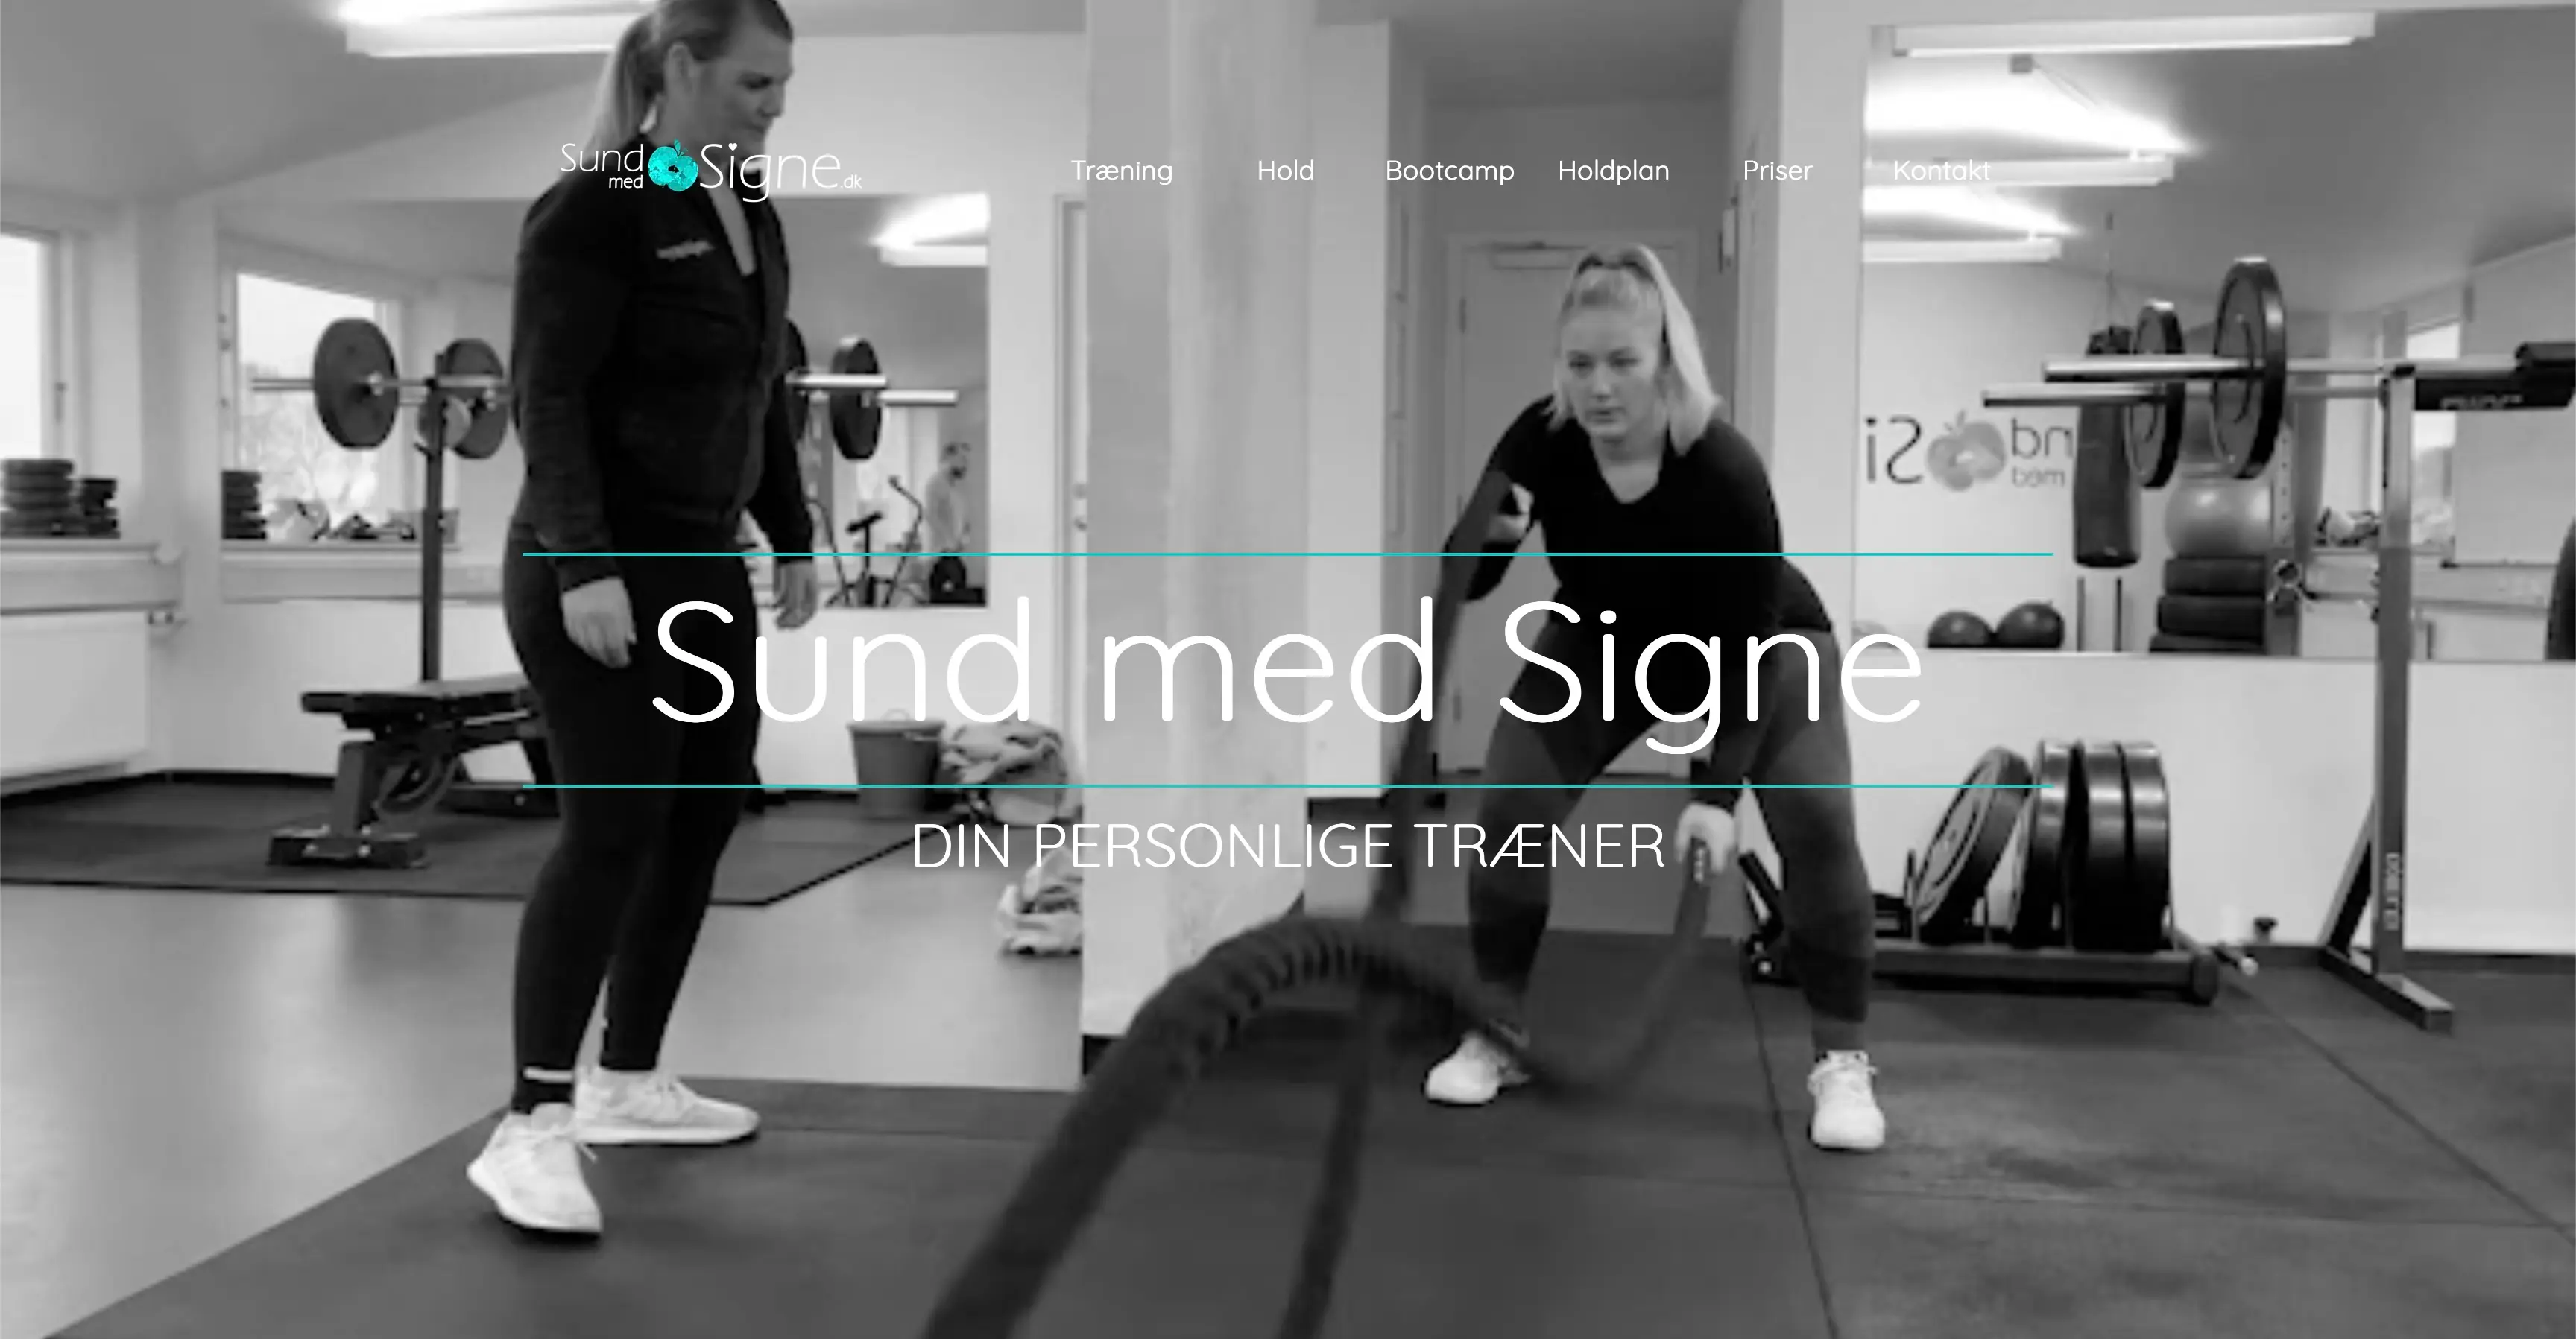 Sund med Signe.dk
Træning Hold Bootcamp Holdplan Priser Kontakt
Sund med Signe
DIN PERSONLIGE TRÆNER